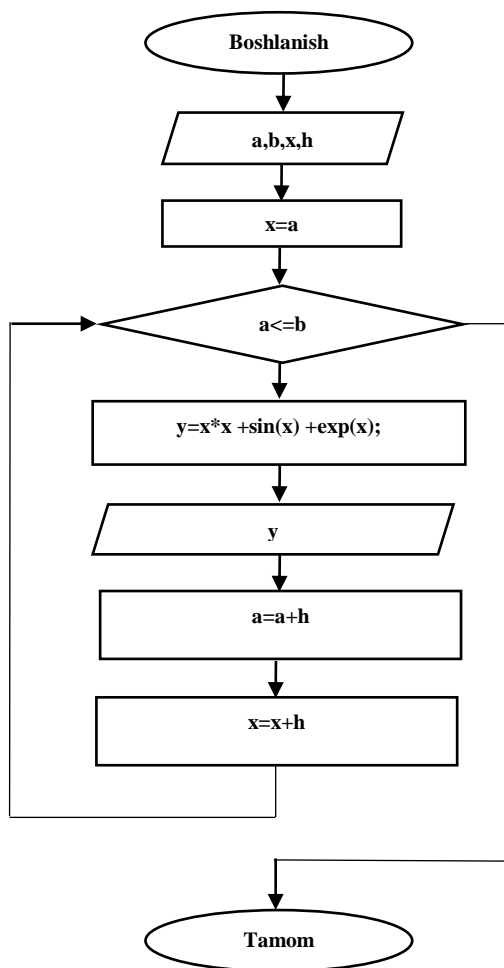 Boshlanish
a,b,x,h
x=a
a<=b
y=x*x +sin(x) +exp(x);
y
a=a+h
x=x+h
Tamom